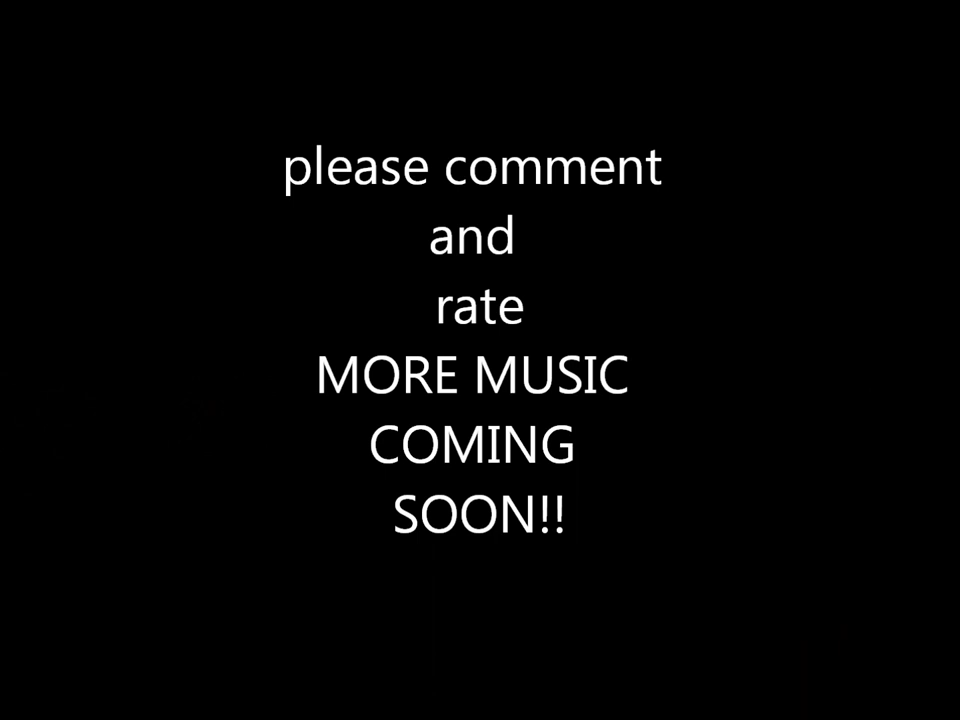 please comment
and
rate
MORE MUSIC
COMING
SOON!!